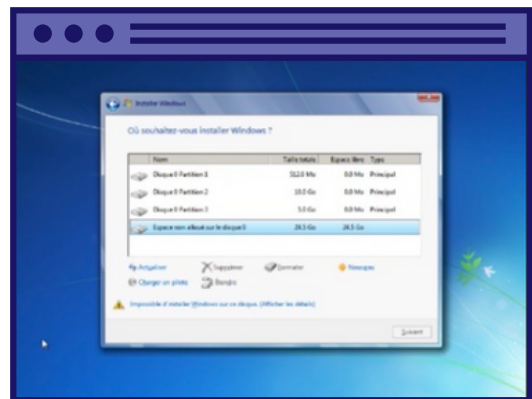 Installer Windows
Où souhaitez-vous installer Windows ?
Nom Taille totale Espace libre Type
Disque 0 Partition 1 512.0 Mo 0.0 Mo Principal
Disque 0 Partition 2 10.0 Go 0.0 Mo Principal
Disque 0 Partition 3 5.0 Go 0.0 Mo Principal
Espace non alloué sur le disque 0 24.5 Go 24.5 Go
Actualiser Supprimer Formater Nouveau
Charger un pilote Étendre
Impossible d'installer Windows sur ce disque. (Afficher les détails)
Suivant